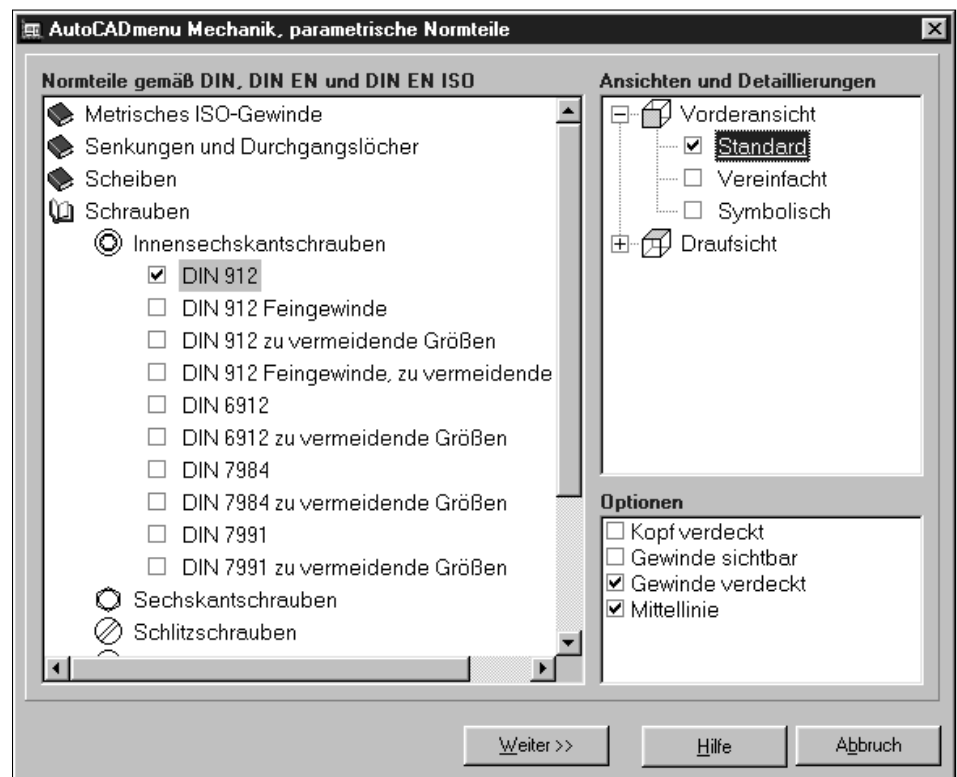 AutoCADmenu Mechanik, parametrische Normteile
Normteile gemäß DIN, DIN EN und DIN EN ISO
Metrisches ISO-Gewinde
Senkungen und Durchgangslöcher
Scheiben
Schrauben
Innensechskantschrauben
DIN 912
DIN 912 Feingewinde
DIN 912 zu vermeidende Größen
DIN 912 Feingewinde, zu vermeidende
DIN 6912
DIN 6912 zu vermeidende Größen
DIN 7984
DIN 7984 zu vermeidende Größen
DIN 7991
DIN 7991 zu vermeidende Größen
Sechskantschrauben
Schlitzschrauben
Ansichten und Detaillierungen
Vorderansicht
Standard
Vereinfacht
Symbolisch
Draufsicht
Optionen
Kopf verdeckt
Gewinde sichtbar
Gewinde verdeckt
Mittellinie
Weiter >>
Hilfe
Abbruch